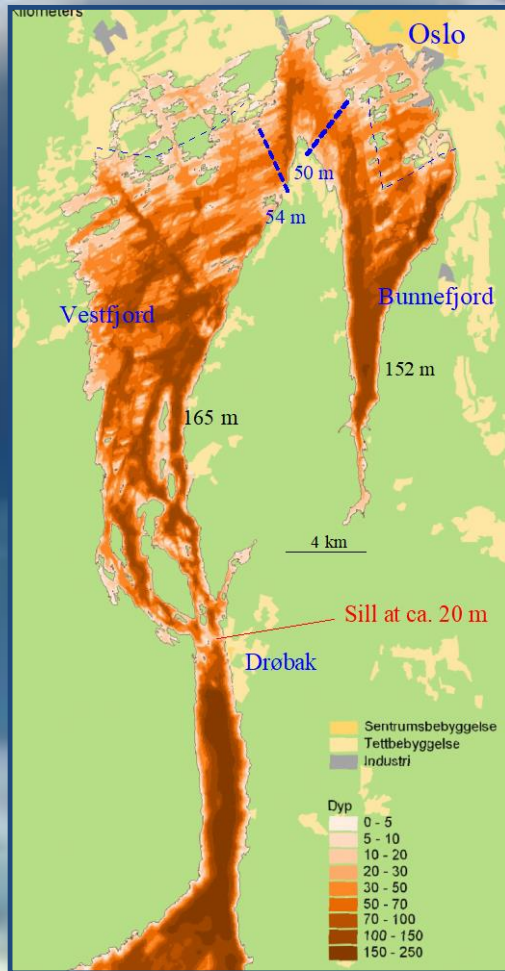 Kilometers
Oslo
50 m
54 m
Vestfjord
Bunnefjord
152 m
165 m
4 km
Sill at ca. 20 m
Drøbak
Sentrumsbebyggelse
Tettbebyggelse
Industri
Dyp
0 - 5
5 - 10
10 - 20
20 - 30
30 - 50
50 - 70
70 - 100
100 - 150
150 - 250